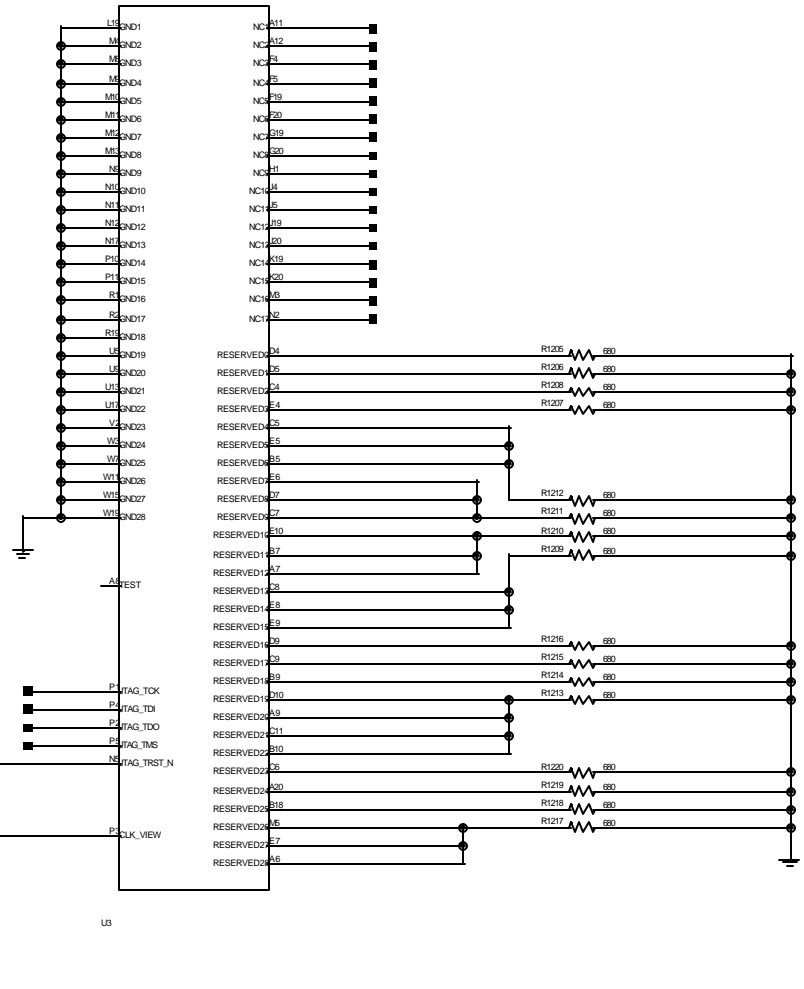 L19 GND1 NC1 A11
M4 GND2 NC2 A12
M8 GND3 NC3 F4
M9 GND4 NC4 F5
M10 GND5 NC5 F19
M11 GND6 NC6 F20
M12 GND7 NC7 G19
M13 GND8 NC8 G20
N9 GND9 NC9 H1
N10 GND10 NC10 J4
N11 GND11 NC11 J5
N12 GND12 NC12 J19
N17 GND13 NC13 J20
P10 GND14 NC14 K19
P11 GND15 NC15 K20
R1 GND16 NC16 M3
R2 GND17 NC17 N2
R19 GND18
U5 GND19 RESERVED0 D4 R1205 680
U9 GND20 RESERVED1 D5 R1206 680
U13 GND21 RESERVED2 C4 R1208 680
U17 GND22 RESERVED3 E4 R1207 680
V2 GND23 RESERVED4 C5
W3 GND24 RESERVED5 E5
W7 GND25 RESERVED6 B5
W11 GND26 RESERVED7 E6
W15 GND27 RESERVED8 D7 R1212 680
W19 GND28 RESERVED9 C7 R1211 680
RESERVED10 E10 R1210 680
RESERVED11 B7 R1209 680
RESERVED12 A7
A8 TEST RESERVED13 C8
RESERVED14 E8
RESERVED15 E9
RESERVED16 D9 R1216 680
RESERVED17 C9 R1215 680
RESERVED18 B9 R1214 680
P1 JTAG_TCK RESERVED19 D10 R1213 680
P4 JTAG_TDI RESERVED20 A9
P2 JTAG_TDO RESERVED21 C11
P5 JTAG_TMS RESERVED22 B10
N5 JTAG_TRST_N RESERVED23 C6 R1220 680
RESERVED24 A20 R1219 680
RESERVED25 B18 R1218 680
P3 CLK_VIEW RESERVED26 M5 R1217 680
RESERVED27 E7
RESERVED28 A6
U3